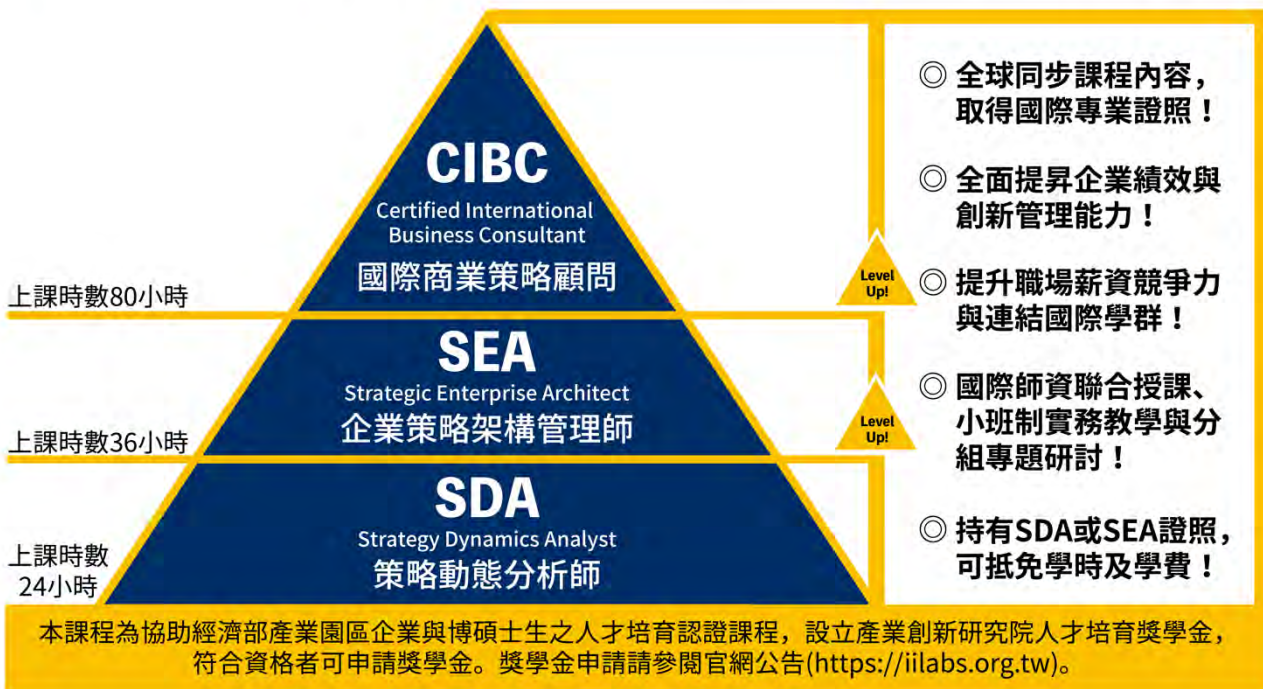 CIBC
Certified International
Business Consultant
國際商業策略顧問
上課時數80小時
SEA
Strategic Enterprise Architect
企業策略架構管理師
上課時數36小時
SDA
Strategy Dynamics Analyst
策略動態分析師
上課時數
24小時
Level
Up!
Level
Up!
◎ 全球同步課程內容，
取得國際專業證照！
◎ 全面提昇企業績效與
創新管理能力！
◎ 提升職場薪資競爭力
與連結國際學群！
◎ 國際師資聯合授課、
小班制實務教學與分
組專題研討！
◎ 持有SDA或SEA證照，
可抵免學時及學費！
本課程為協助經濟部產業園區企業與博碩士生之人才培育認證課程，設立產業創新研究院人才培育獎學金，
符合資格者可申請獎學金。獎學金申請請參閱官網公告(https://iilabs.org.tw)。